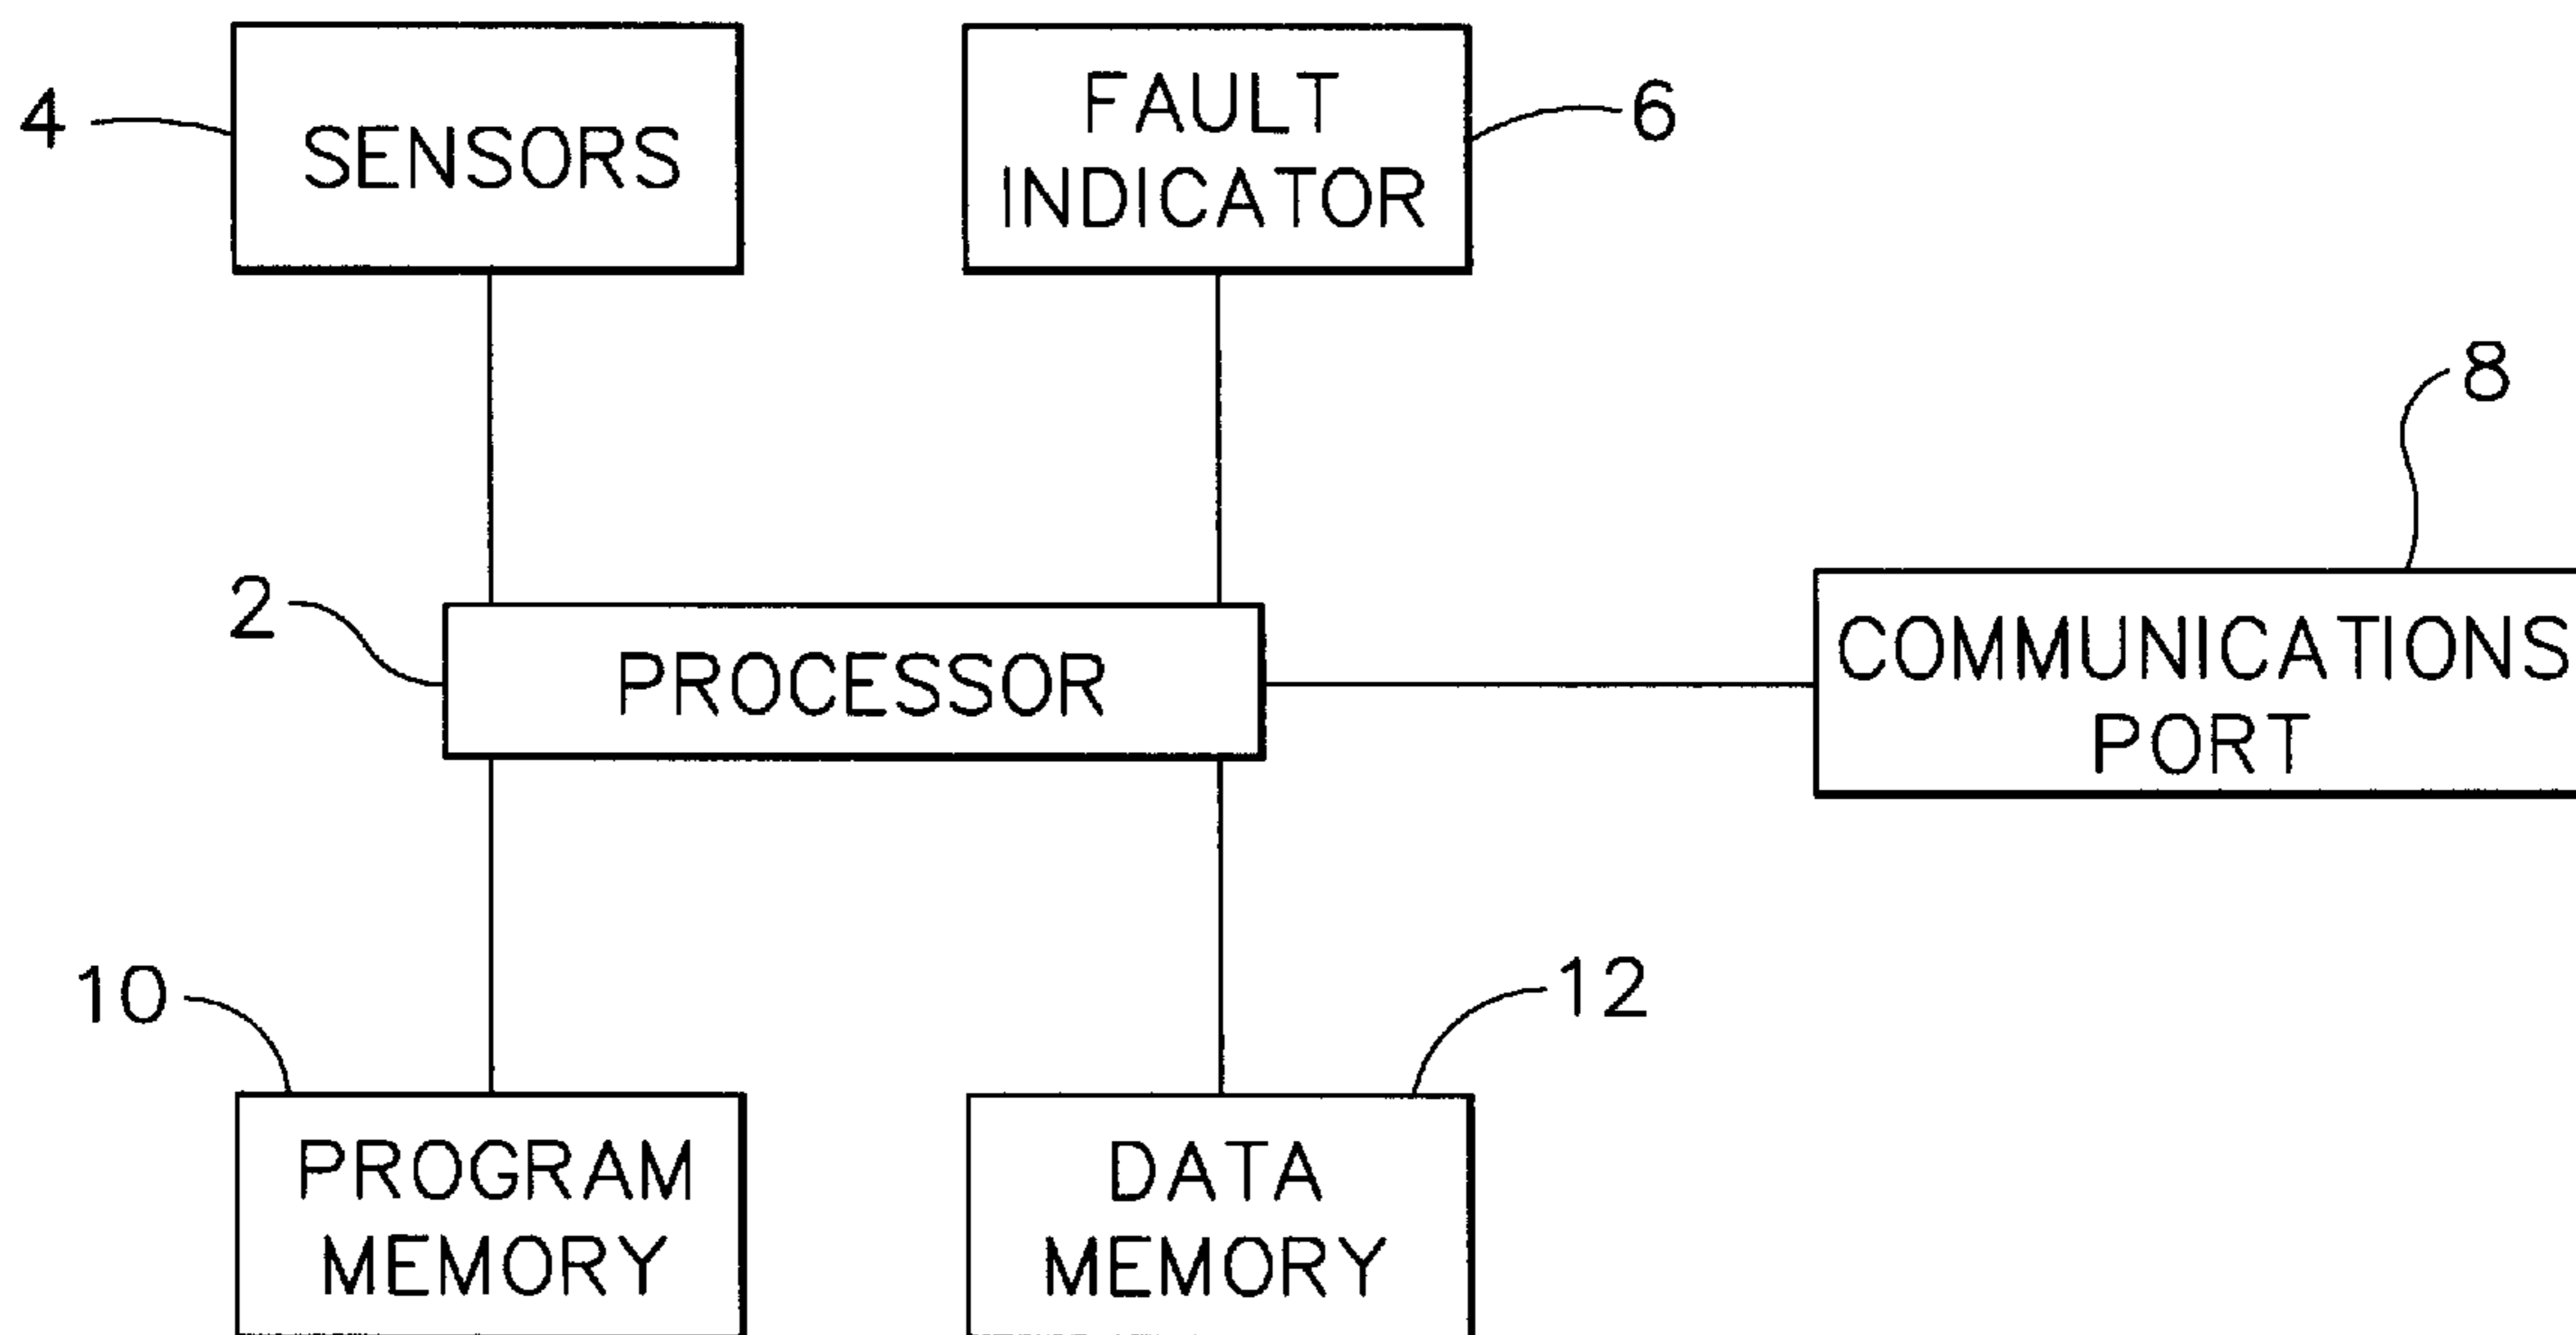 4
SENSORS
FAULT
INDICATOR
6
8
2
PROCESSOR
COMMUNICATIONS
PORT
10
12
PROGRAM
MEMORY
DATA
MEMORY